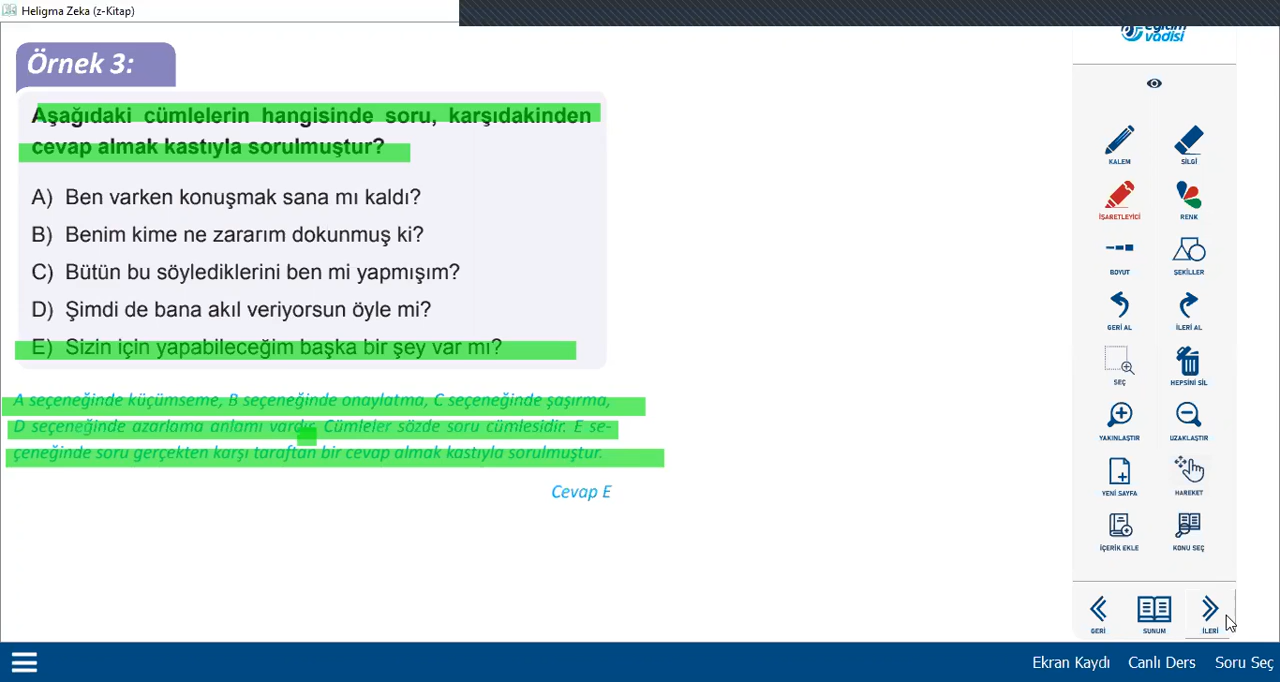 Heligma Zeka (z-Kitap)
eğitim
vadisi
Örnek 3:
Aşağıdaki cümlelerin hangisinde soru, karşıdakinden
cevap almak kastıyla sorulmuştur?
A) Ben varken konuşmak sana mı kaldı?
B) Benim kime ne zararım dokunmuş ki?
C) Bütün bu söylediklerini ben mi yapmışım?
D) Şimdi de bana akıl veriyorsun öyle mi?
E) Sizin için yapabileceğim başka bir şey var mı?
A seçeneğinde küçümseme, B seçeneğinde onaylatma, C seçeneğinde şaşırma,
D seçeneğinde azarlama anlamı vardır. Cümleler sözde soru cümlesidir. E se-
çeneğinde soru gerçekten karşı taraftan bir cevap almak kastıyla sorulmuştur.
Cevap E
KALEM SİLGİ
İŞARETLEYİCİ RENK
BOYUT ŞEKİLLER
GERİ AL İLERİ AL
SEÇ HEPSİNİ SİL
YAKINLAŞTIR UZAKLAŞTIR
YENİ SAYFA HAREKET
İÇERİK EKLE KONU SEÇ
GERİ SUNUM İLERİ
Ekran Kaydı Canlı Ders Soru Seç